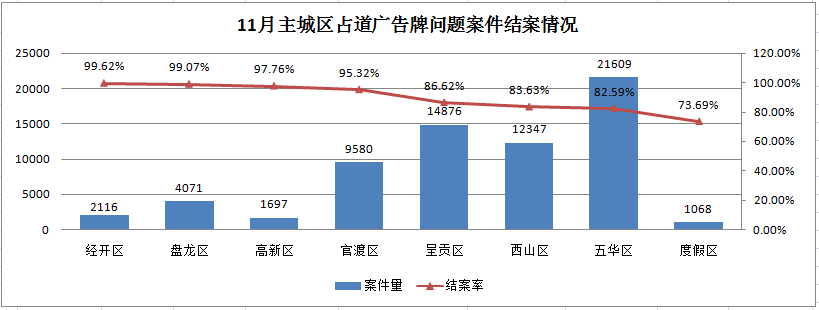 11月主城区占道广告牌问题案件结案情况
25000 120.00%
20000 100.00%
15000 80.00%
10000 60.00%
5000 40.00%
0 20.00%
0.00%
99.62% 99.07% 97.76% 95.32% 86.62% 83.63% 82.59% 73.69%
2116 4071 1697 9580 14876 12347 21609 1068
经开区 盘龙区 高新区 官渡区 呈贡区 西山区 五华区 度假区
案件量 结案率